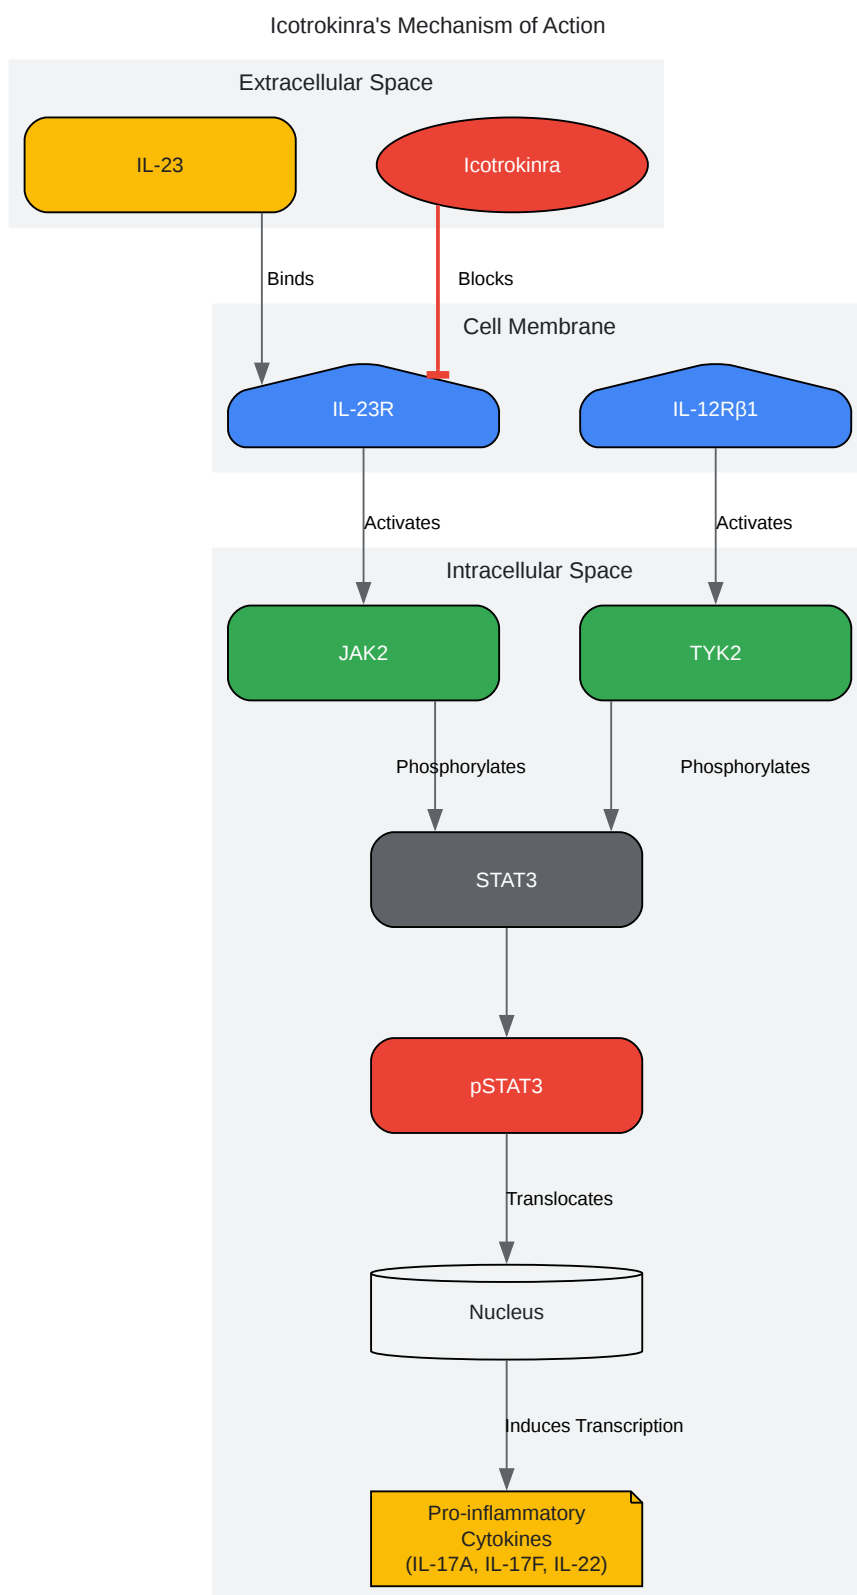 Icotrokinra's Mechanism of Action
Extracellular Space
IL-23
Icotrokinra
Binds
Blocks
Cell Membrane
IL-23R
IL-12Rβ1
Activates
Activates
Intracellular Space
JAK2
TYK2
Phosphorylates
Phosphorylates
STAT3
pSTAT3
Translocates
Nucleus
Induces Transcription
Pro-inflammatory
Cytokines
(IL-17A, IL-17F, IL-22)